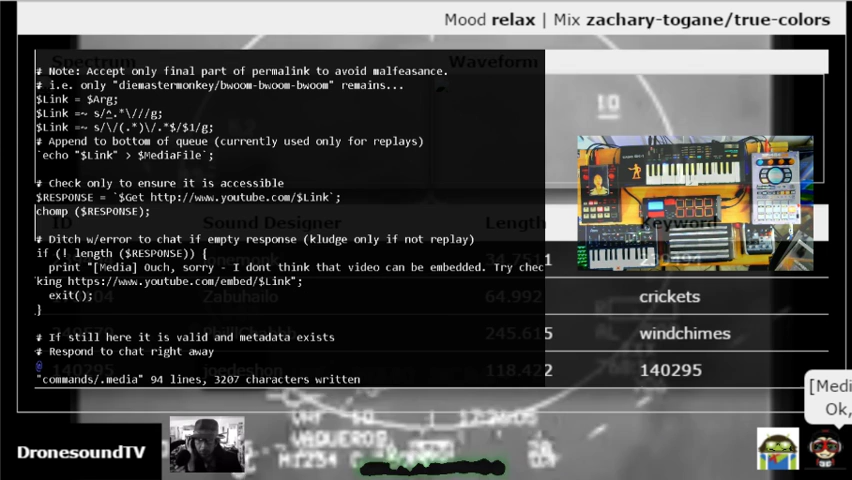 Mood relax | Mix zachary-togane/true-colors
Spectrum
Waveform
# Note: Accept only final part of permalink to avoid malfeasance.
# i.e. only "diemastermonkey/bwoom-bwoom-bwoom" remains...
$Link = $Arg;
$Link =~ s/^.*\///g;
$Link =~ s/\/(.*)\/.*$/$1/g;
# Append to bottom of queue (currently used only for replays)
`echo "$Link" > $MediaFile`;
# Check only to ensure it is accessible
$RESPONSE = `$Get http://www.youtube.com/$Link`;
chomp ($RESPONSE);
ID Sound Designer Length Keyword
# Ditch w/error to chat if empty response (kludge only if not replay)
if (! length ($RESPONSE)) {
print "[Media] Ouch, sorry - I dont think that video can be embedded. Try chec
king https://www.youtube.com/embed/$Link";
exit();
}
Zabuhailo 64.992 crickets
245.615 windchimes
# If still here it is valid and metadata exists
# Respond to chat right away
@
140295 joedeshon 118.422 140295
"commands/.media" 94 lines, 3207 characters written
[Medi
Ok,
VAQUEROS
DronesoundTV